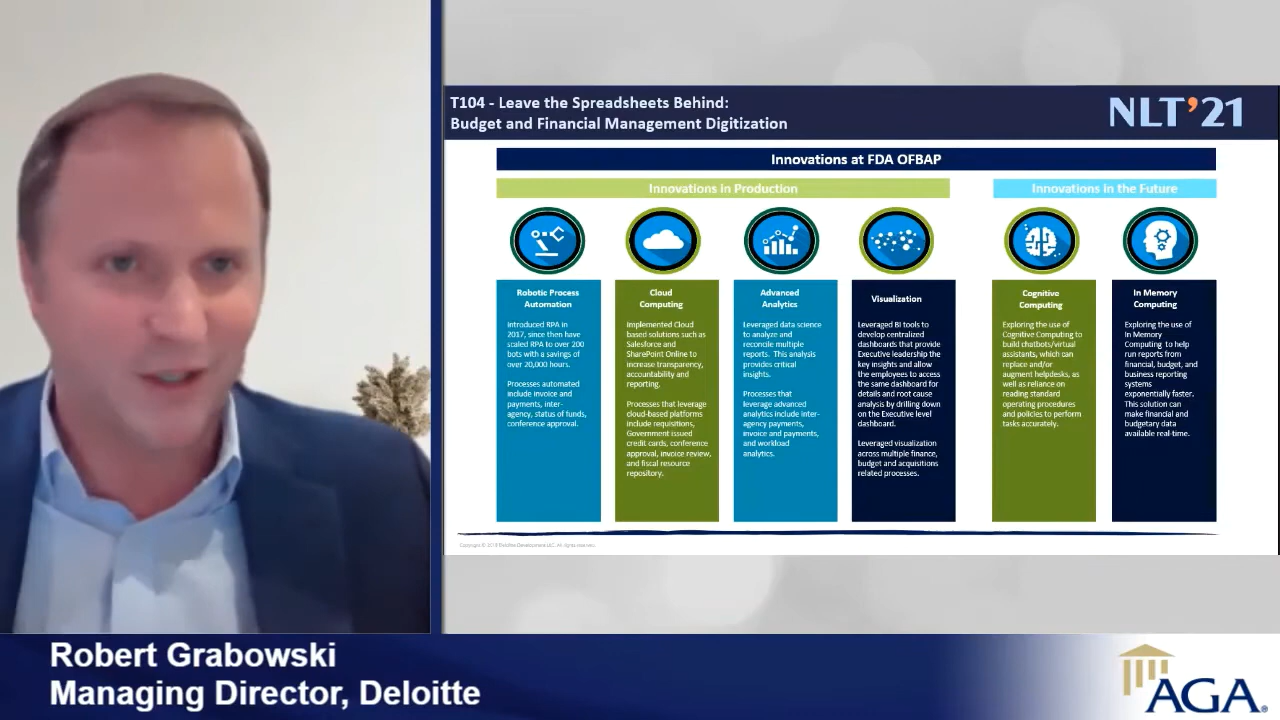 T104 - Leave the Spreadsheets Behind:
Budget and Financial Management Digitization
NLT'21
Innovations at FDA OFBAP
Innovations in Production
Innovations in the Future
Robotic Process
Automation
Introduced RPA in
2017, since then have
scaled RPA to over 200
bots with a savings of
over 20,000 hours.
Processes automated
include invoice and
payments, inter-
agency, status of funds,
conference approval.
Cloud
Computing
Implemented Cloud
based solutions such as
Salesforce and
SharePoint Online to
increase transparency,
accountability and
reporting.
Processes that leverage
cloud-based platforms
include requisitions,
Government issued
credit cards, conference
approval, invoice review,
and fiscal resource
repository.
Advanced
Analytics
Leveraged data science
to analyze and
reconcile multiple
reports. This analysis
provides critical
insights.
Processes that
leverage advanced
analytics include inter-
agency payments,
invoice and payments,
and workload
analytics.
Visualization
Leveraged BI tools to
develop centralized
dashboards that provide
Executive leadership the
key insights and allow
the employees to access
the same dashboard for
details and root cause
analysis by drilling down
on the Executive level
dashboard.
Leveraged visualization
across multiple finance,
budget and acquisitions
related processes.
Cognitive
Computing
Exploring the use of
Cognitive Computing to
build chatbots/virtual
assistants, which can
replace and/or
augment helpdesks, as
well as reliance on
reading standard
operating procedures
and policies to perform
tasks accurately.
In Memory
Computing
Exploring the use of
In Memory
Computing to help
run reports from
financial, budget, and
business reporting
systems
exponentially faster.
This solution can
make financial and
budgetary data
available real-time.
Copyright © 2019 Deloitte Development LLC. All rights reserved.
Robert Grabowski
Managing Director, Deloitte
AGA®